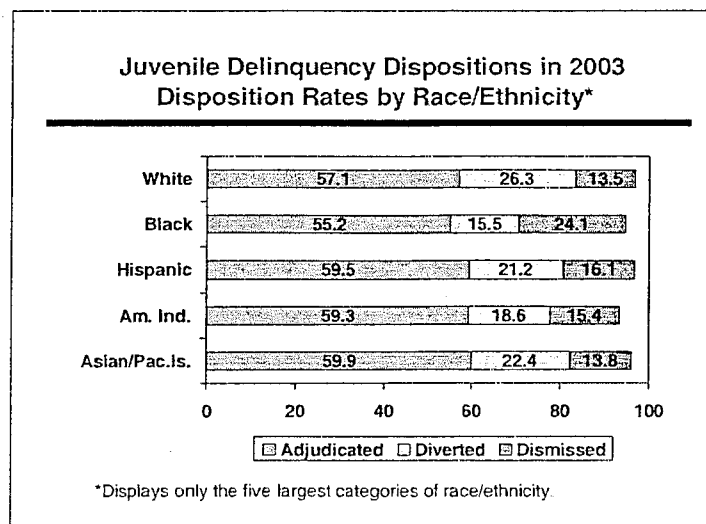 Juvenile Delinquency Dispositions in 2003
Disposition Rates by Race/Ethnicity*
White 57.1 26.3 13.5
Black 55.2 15.5 24.1
Hispanic 59.5 21.2 16.1
Am. Ind. 59.3 18.6 15.4
Asian/Pac.Is. 59.9 22.4 13.8
0 20 40 60 80 100
Adjudicated Diverted Dismissed
*Displays only the five largest categories of race/ethnicity.